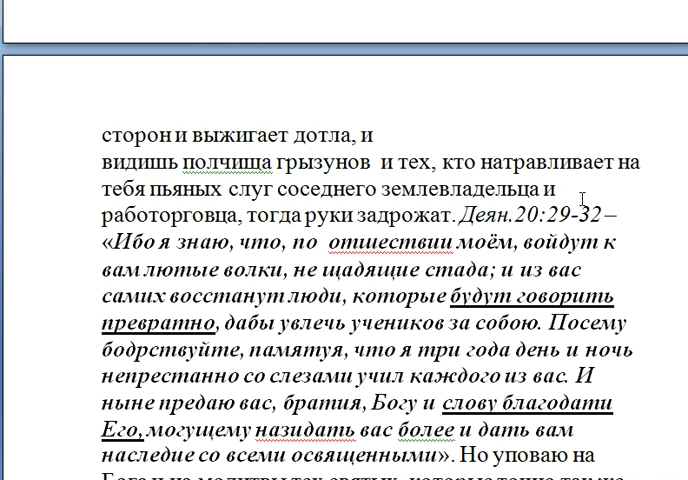 сторон и выжигает дотла, и
видишь полчища грызунов и тех, кто натравливает на
тебя пьяных слуг соседнего землевладельца и
работорговца, тогда руки задрожат. Деян.20:29-32 –
«Ибо я знаю, что, по отшествии моём, войдут к
вам лютые волки, не щадящие стада; и из вас
самих восстанут люди, которые будут говорить
превратно, дабы увлечь учеников за собою. Посему
бодрствуйте, памятуя, что я три года день и ночь
непрестанно со слезами учил каждого из вас. И
ныне предаю вас, братия, Богу и слову благодати
Его, могущему назидать вас более и дать вам
наследие со всеми освященными». Но уповаю на